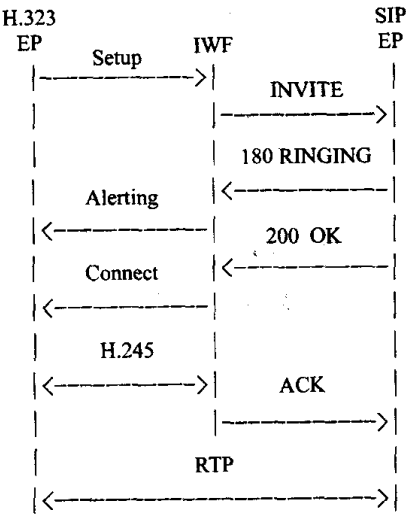 H.323 SIP
EP IWF EP
Setup
INVITE
180 RINGING
Alerting
200 OK
Connect
H.245
ACK
RTP